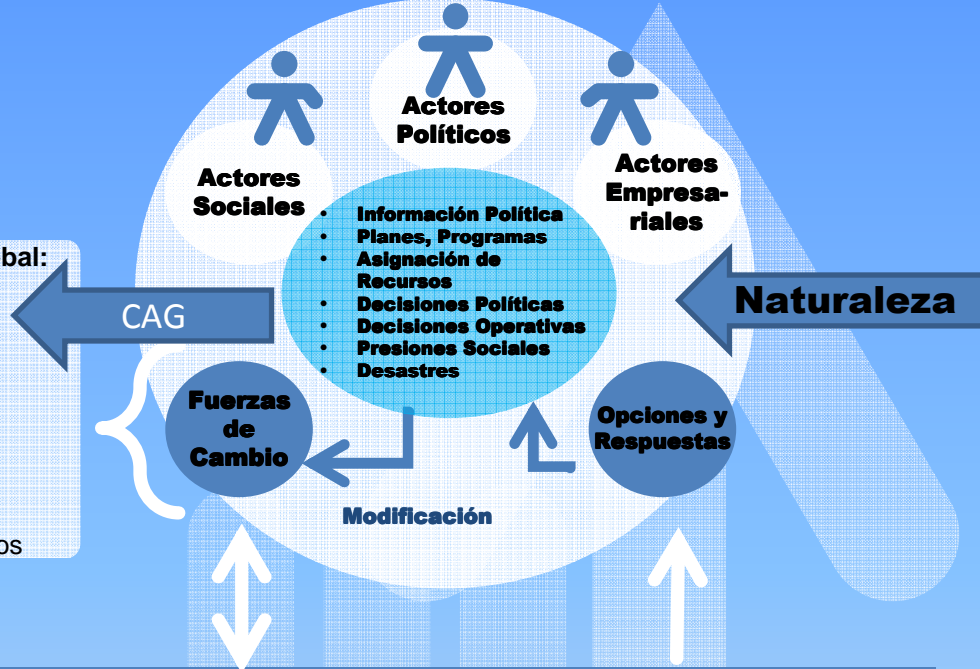 Actores
Políticos
Actores
Sociales
Actores
Empresa-
riales
• Información Política
• Planes, Programas
• Asignación de
Recursos
• Decisiones Políticas
• Decisiones Operativas
• Presiones Sociales
• Desastres
bal:
CAG
Naturaleza
Fuerzas
de
Cambio
Opciones y
Respuestas
Modificación
os